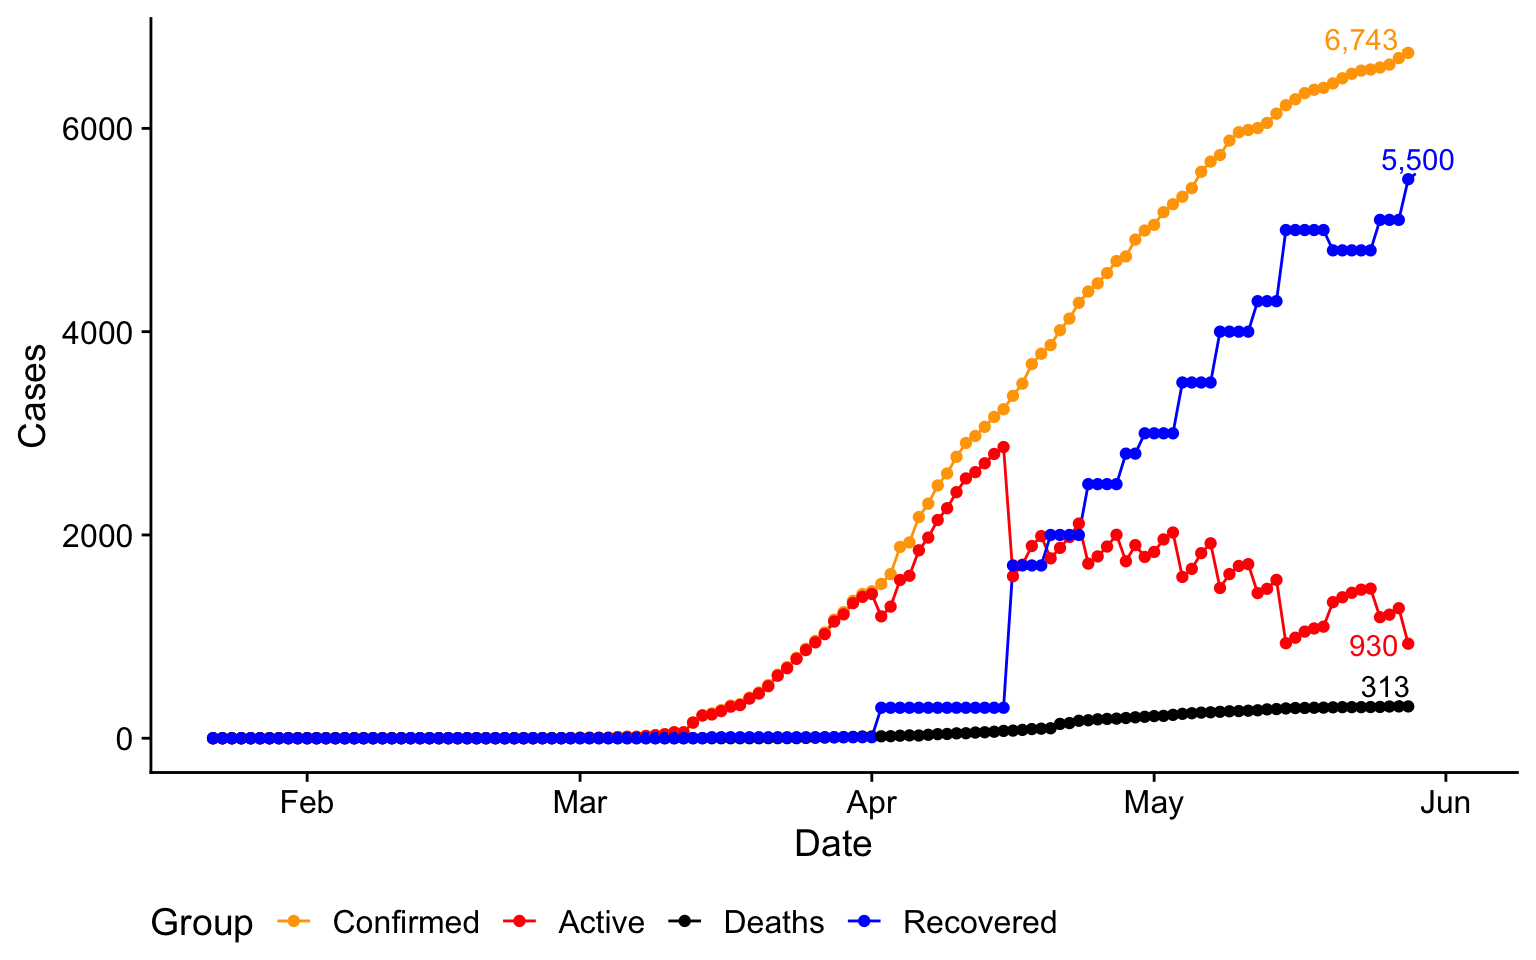 6,743
6000
5,500
4000
Cases
2000
930
313
0
Feb Mar Apr May Jun
Date
Group Confirmed Active Deaths Recovered